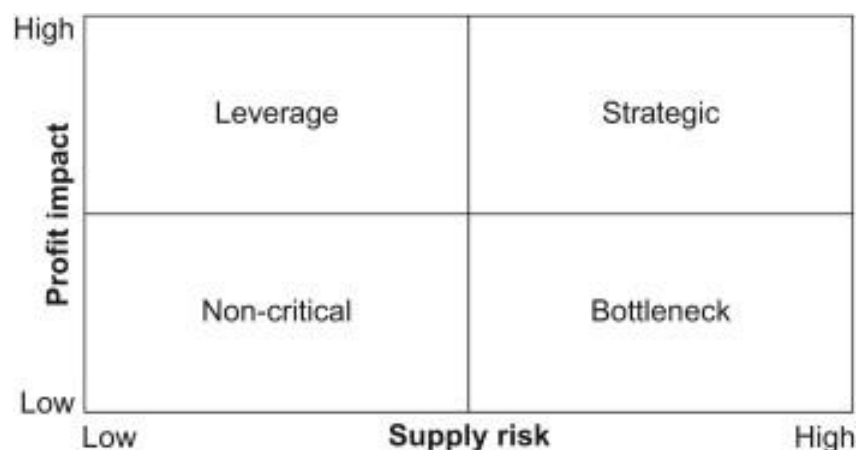 High
Leverage
Strategic
Profit impact
Non-critical
Bottleneck
Low
Low
Supply risk
High